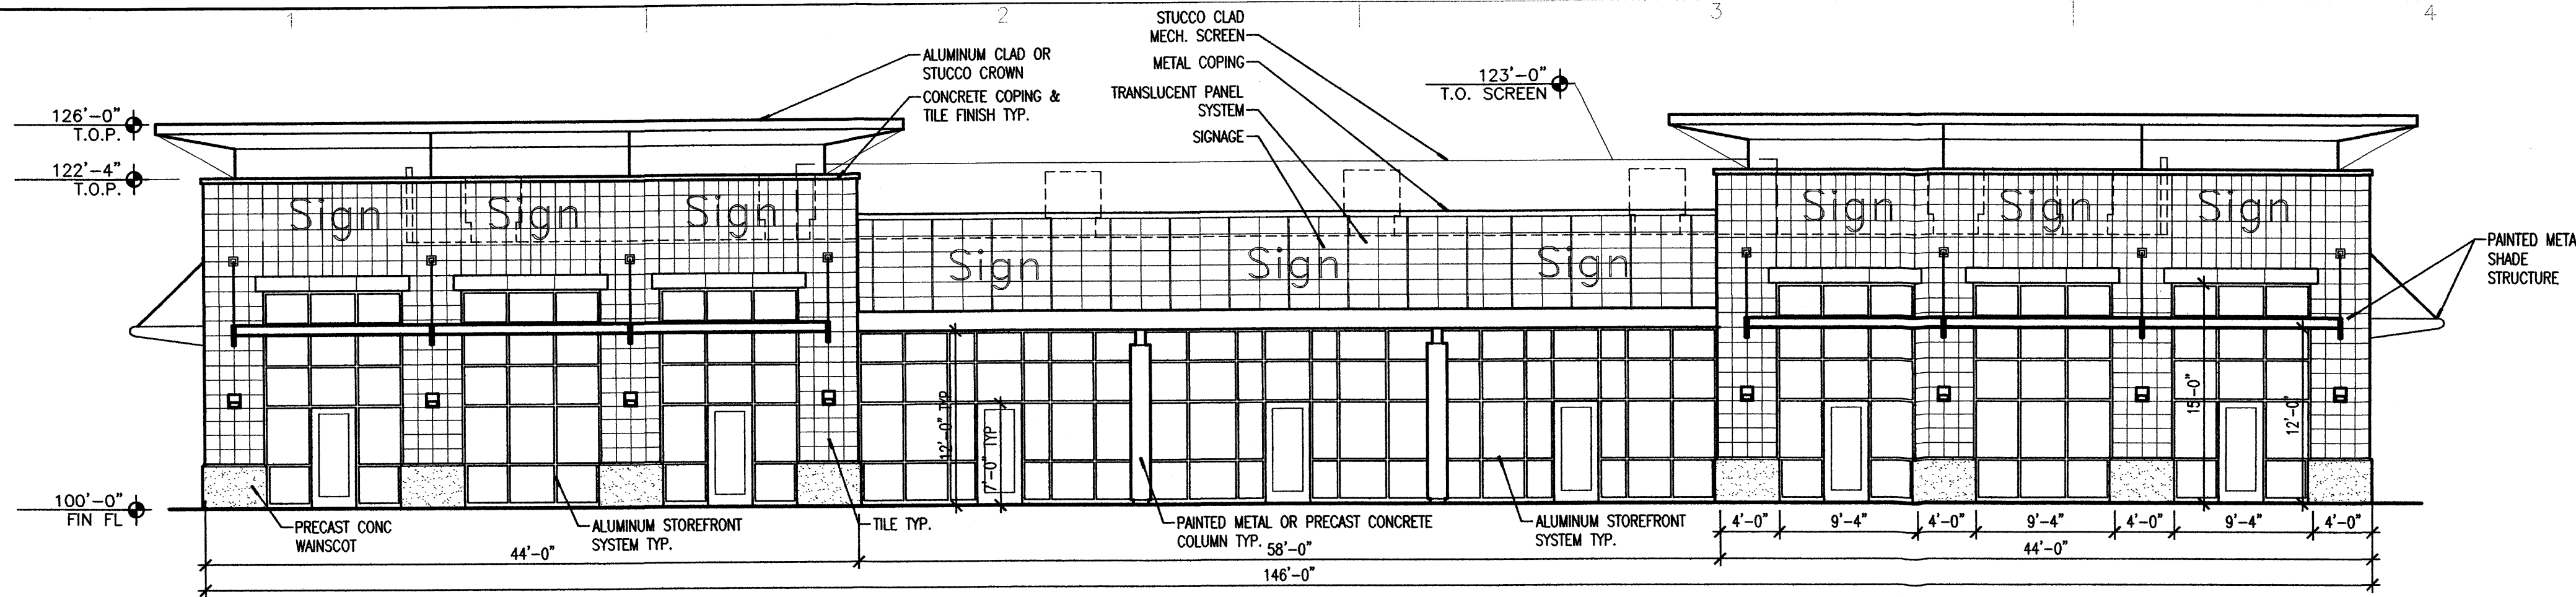 1
2
3
4
STUCCO CLAD
MECH. SCREEN
METAL COPING
TRANSLUCENT PANEL
SYSTEM
SIGNAGE
ALUMINUM CLAD OR
STUCCO CROWN
CONCRETE COPING &
TILE FINISH TYP.
123'-0"
T.O. SCREEN
126'-0"
T.O.P.
122'-4"
T.O.P.
Sign
Sign
Sign
Sign
Sign
Sign
Sign
Sign
Sign
PAINTED META
SHADE
STRUCTURE
12'-0" TYP
7'-0" TYP
15'-0"
12'-0"
100'-0"
FIN FL
PRECAST CONC
WAINSCOT
ALUMINUM STOREFRONT
SYSTEM TYP.
TILE TYP.
PAINTED METAL OR PRECAST CONCRETE
COLUMN TYP.
ALUMINUM STOREFRONT
SYSTEM TYP.
4'-0"
9'-4"
4'-0"
9'-4"
4'-0"
9'-4"
4'-0"
44'-0"
58'-0"
44'-0"
146'-0"